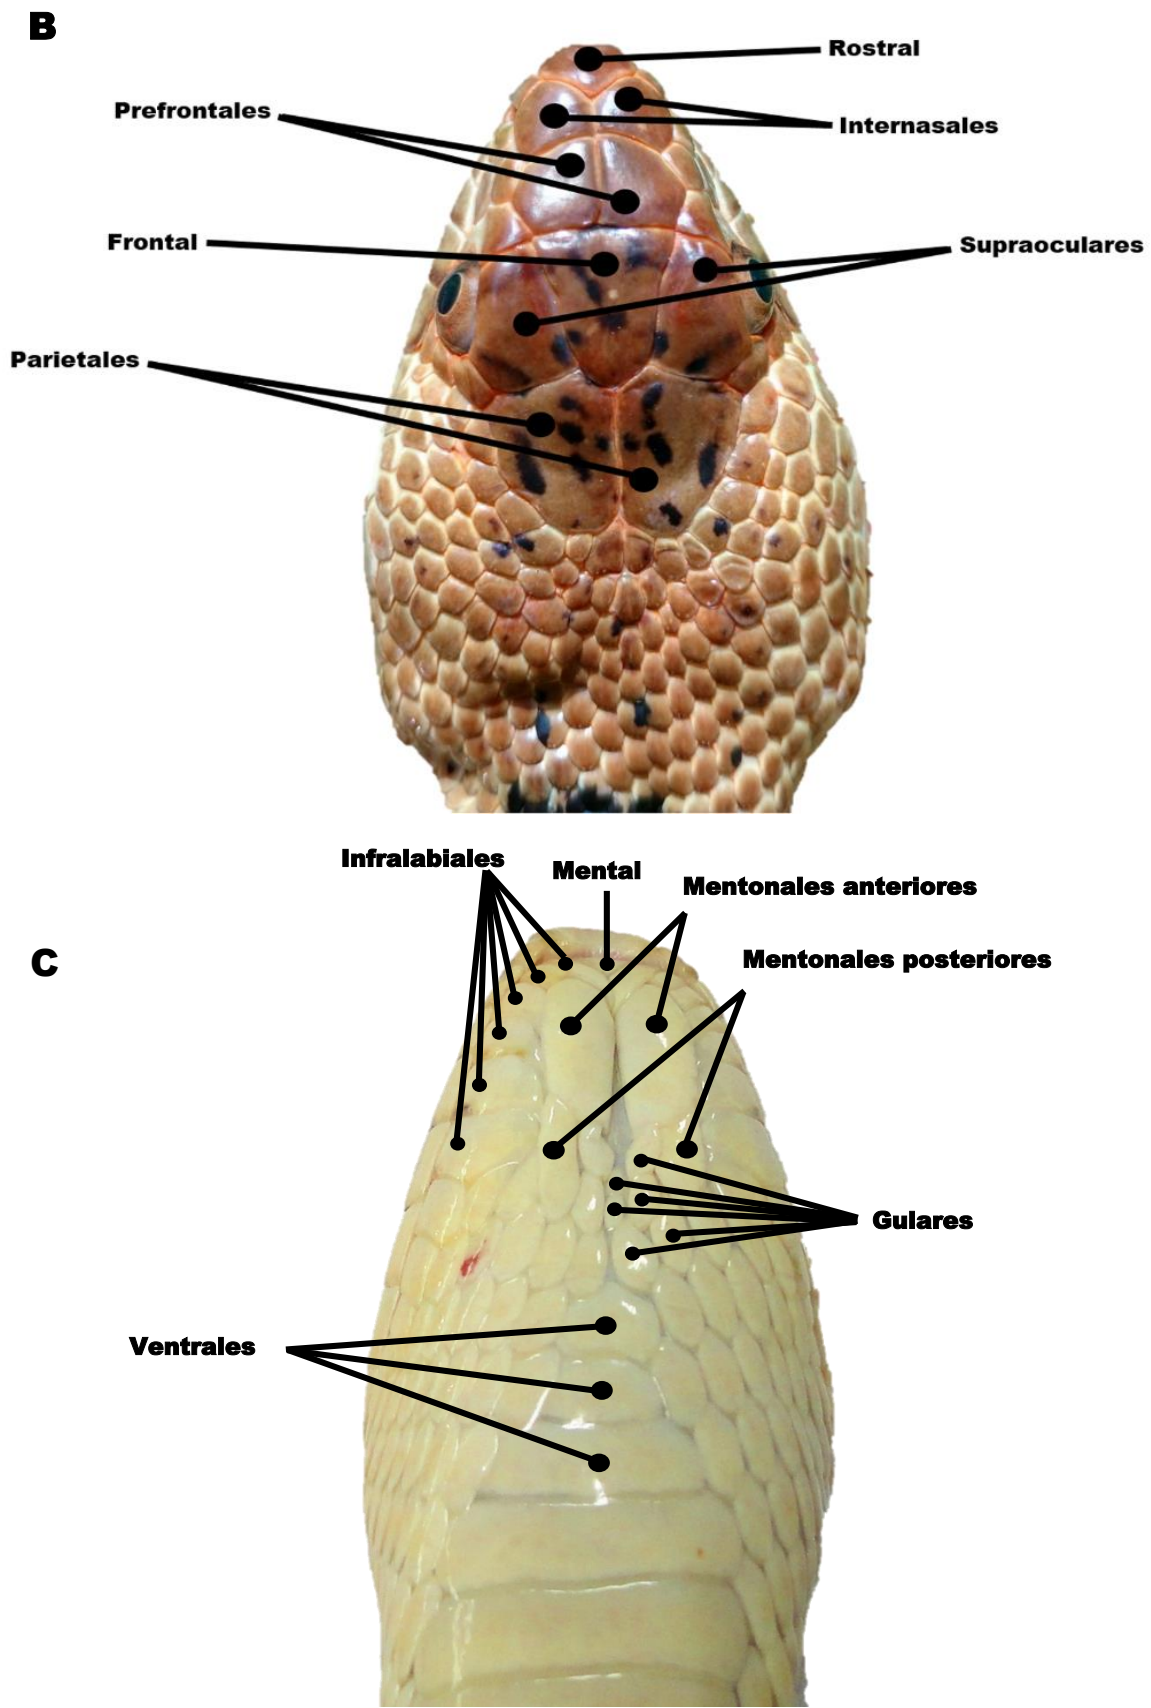 B
Rostral
Prefrontales
Internasales
Frontal
Supraoculares
Parietales
Infralabiales
Mental
Mentonales anteriores
C
Mentonales posteriores
Gulares
Ventrales